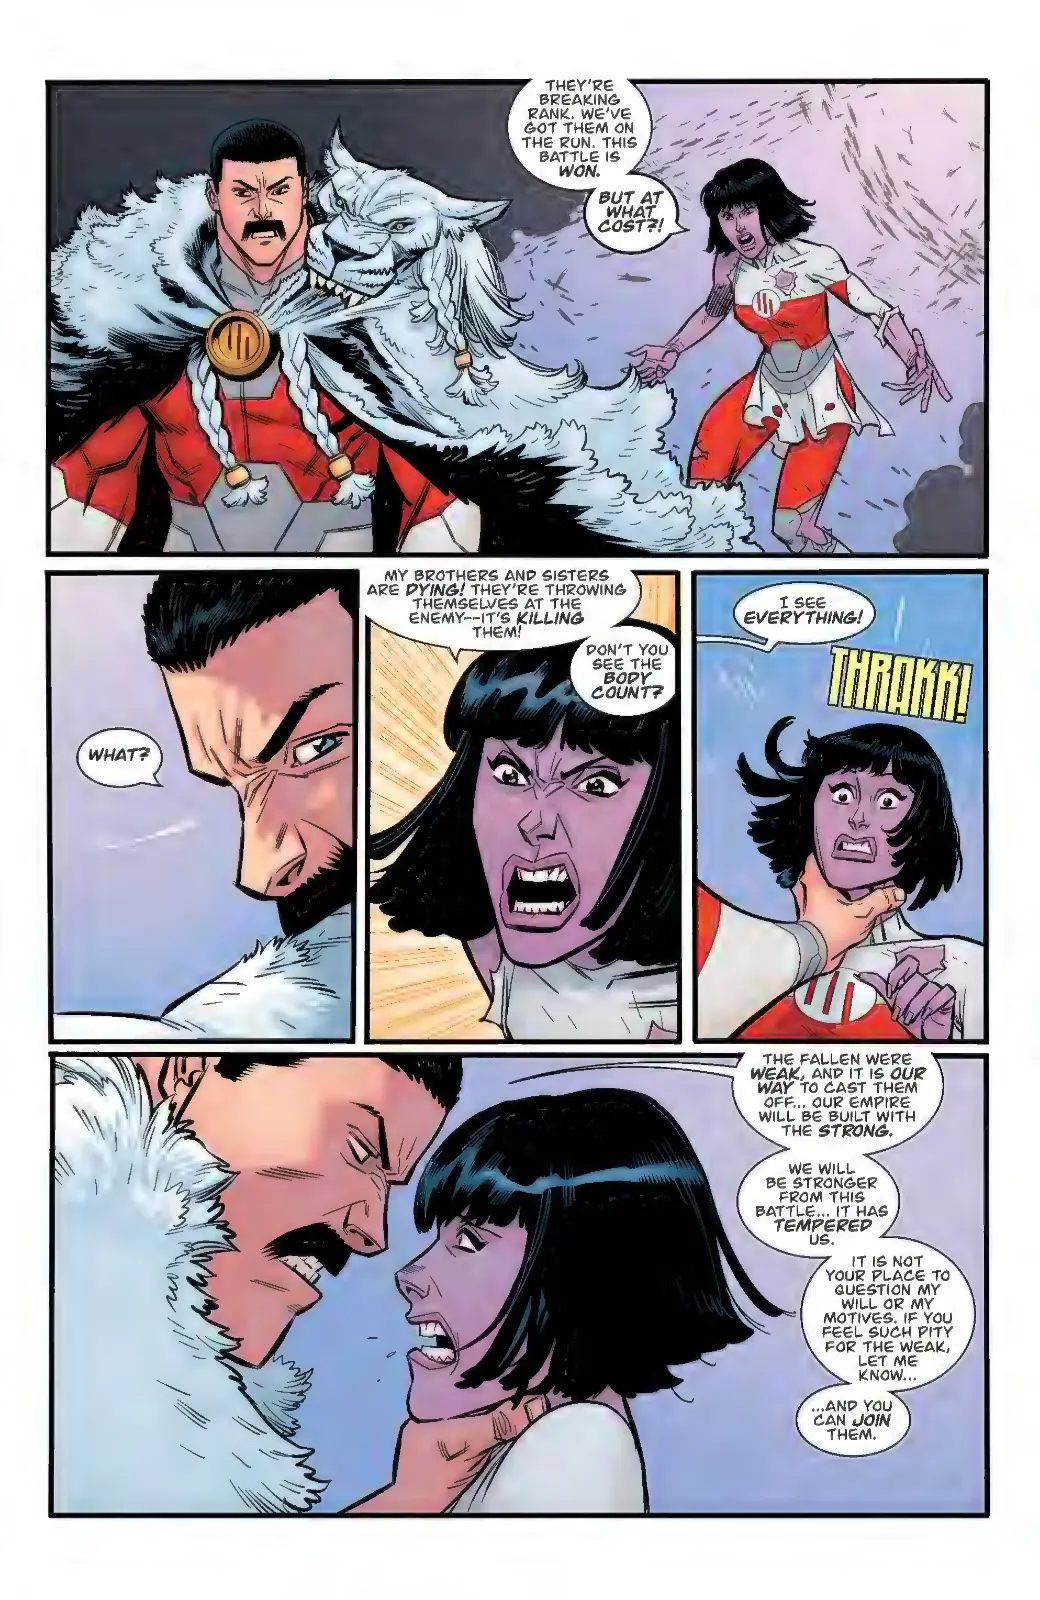 THEY'RE
BREAKING
RANK. WE'VE
GOT THEM ON
THE RUN. THIS
BATTLE IS
WON.
BUT AT
WHAT
COST?!
WHAT?
MY BROTHERS AND SISTERS
ARE DYING! THEY'RE THROWING
THEMSELVES AT THE
ENEMY--IT'S KILLING
THEM!
DON'T YOU
SEE THE
BODY
COUNT?
I SEE
EVERYTHING!
THRAKK!
THE FALLEN WERE
WEAK, AND IT IS OUR
WAY TO CAST THEM
OFF... OUR EMPIRE
WILL BE BUILT WITH
THE STRONG.
WE WILL
BE STRONGER
FROM THIS
BATTLE... IT HAS
TEMPERED
US.
IT IS NOT
YOUR PLACE TO
QUESTION MY
WILL OR MY
MOTIVES. IF YOU
FEEL SUCH PITY
FOR THE WEAK,
LET ME
KNOW...
...AND YOU
CAN JOIN
THEM.